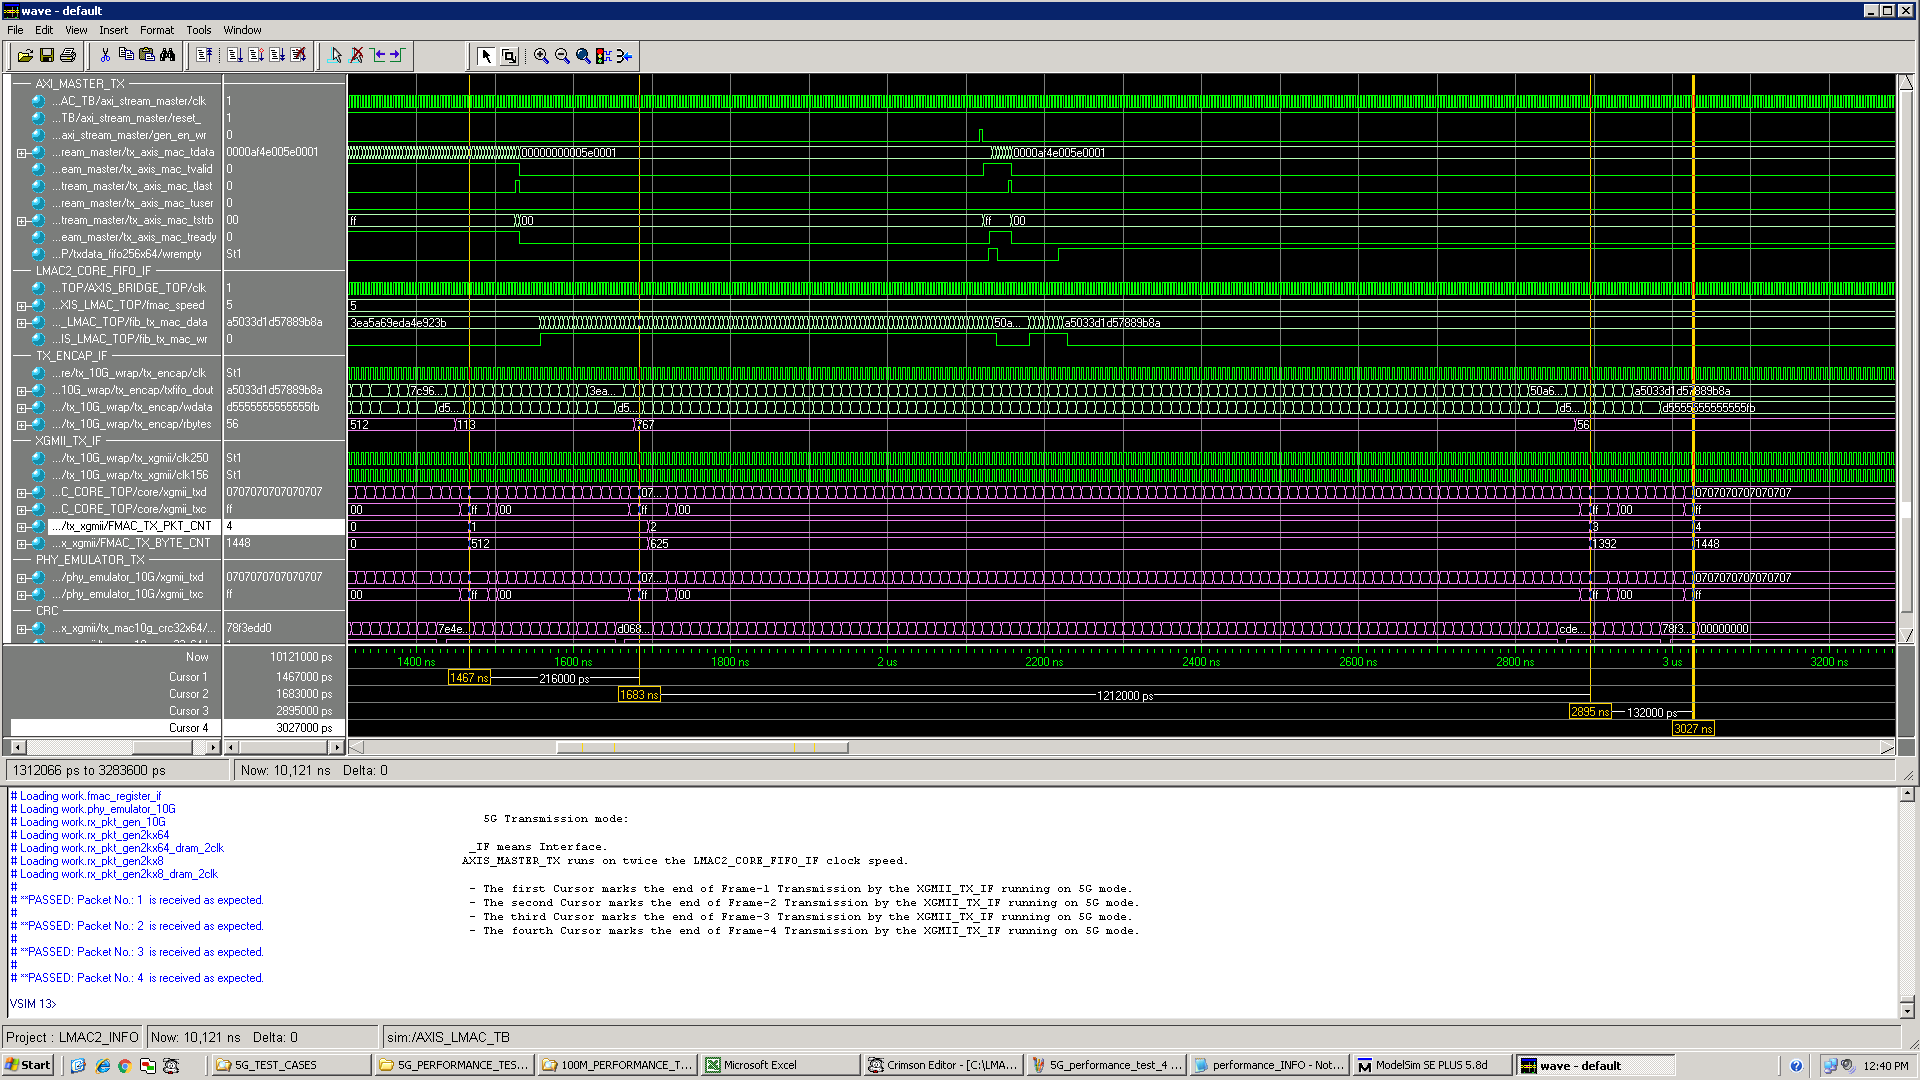 wave - default
File Edit View Insert Format Tools Window
AXI_MASTER_TX
...AC_TB/axi_stream_master/clk 1
...TB/axi_stream_master/reset_ 1
...axi_stream_master/gen_en_wr 0
...ream_master/tx_axis_mac_tdata 0000af4e005e0001 00000000005e0001 0000af4e005e0001
...eam_master/tx_axis_mac_tvalid 0
...tream_master/tx_axis_mac_tlast 0
...ream_master/tx_axis_mac_tuser 0
...tream_master/tx_axis_mac_tstrb 00 ff 00 ff 00
...eam_master/tx_axis_mac_tready 0
...P/txdata_fifo256x64/wrempty St1
LMAC2_CORE_FIFO_IF
...TOP/AXIS_BRIDGE_TOP/clk 1
...XIS_LMAC_TOP/fmac_speed 5 5
..._LMAC_TOP/fib_tx_mac_data a5033d1d57889b8a 3ea5a69eda4e923b 50a... a5033d1d57889b8a
...IS_LMAC_TOP/fib_tx_mac_wr 0
TX_ENCAP_IF
...re/tx_10G_wrap/tx_encap/clk St1
...10G_wrap/tx_encap/txfifo_dout a5033d1d57889b8a 7c96... 3ea... 50a6... a5033d1d57889b8a
.../tx_10G_wrap/tx_encap/wdata d55555555555555fb d5... d5... d5... d5555555555555fb
.../tx_10G_wrap/tx_encap/rbytes 56 512 113 767 56
XGMII_TX_IF
.../tx_10G_wrap/tx_xgmii/clk250 St1
.../tx_10G_wrap/tx_xgmii/clk156 St1
...C_CORE_TOP/core/xgmii_txd 0707070707070707 07... 0707070707070707
...C_CORE_TOP/core/xgmii_txc ff 00 ff 00 ff 00 ff 00 ff
.../tx_xgmii/FMAC_TX_PKT_CNT 4 0 1 2 3 4
...x_xgmii/FMAC_TX_BYTE_CNT 1448 0 512 625 1392 1448
PHY_EMULATOR_TX
.../phy_emulator_10G/xgmii_txd 0707070707070707 07... 0707070707070707
.../phy_emulator_10G/xgmii_txc ff 00 ff 00 ff 00 ff 00 ff
CRC
...x_xgmii/tx_mac10g_crc32x64/... 78f3edd0 7e4e... d068... cde... 78f3... 00000000
Now 10121000 ps 1400 ns 1600 ns 1800 ns 2 us 2200 ns 2400 ns 2600 ns 2800 ns 3 us 3200 ns
Cursor 1 1467000 ps 1467 ns 216000 ps
Cursor 2 1683000 ps 1683 ns 1212000 ps
Cursor 3 2895000 ps 2895 ns 132000 ps
Cursor 4 3027000 ps 3027 ns
1312066 ps to 3283600 ps Now: 10,121 ns Delta: 0
# Loading work.fmac_register_if
# Loading work.phy_emulator_10G
# Loading work.rx_pkt_gen_10G
# Loading work.rx_pkt_gen2kx64
# Loading work.rx_pkt_gen2kx64_dram_2clk
# Loading work.rx_pkt_gen2kx8
# Loading work.rx_pkt_gen2kx8_dram_2clk
#
# **PASSED: Packet No.: 1 is received as expected.
#
# **PASSED: Packet No.: 2 is received as expected.
#
# **PASSED: Packet No.: 3 is received as expected.
#
# **PASSED: Packet No.: 4 is received as expected.
VSIM 13>
5G Transmission mode:
_IF means Interface.
AXIS_MASTER_TX runs on twice the LMAC2_CORE_FIFO_IF clock speed.
- The first Cursor marks the end of Frame-1 Transmission by the XGMII_TX_IF running on 5G mode.
- The second Cursor marks the end of Frame-2 Transmission by the XGMII_TX_IF running on 5G mode.
- The third Cursor marks the end of Frame-3 Transmission by the XGMII_TX_IF running on 5G mode.
- The fourth Cursor marks the end of Frame-4 Transmission by the XGMII_TX_IF running on 5G mode.
Project : LMAC2_INFO Now: 10,121 ns Delta: 0 sim:/AXIS_LMAC_TB
Start 5G_TEST_CASES 5G_PERFORMANCE_TES... 100M_PERFORMANCE_T... Microsoft Excel Crimson Editor - [C:\LMA... 5G_performance_test_4 ... performance_INFO - Not... ModelSim SE PLUS 5.8d wave - default 12:40 PM